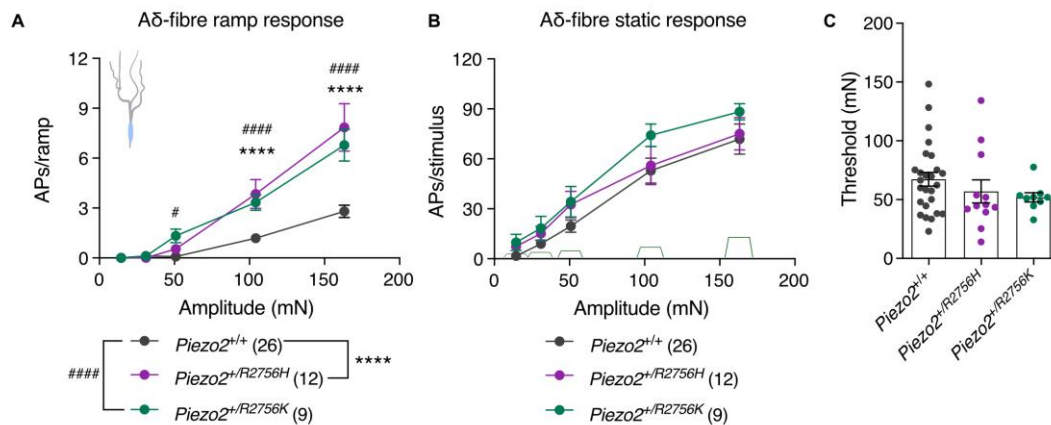 A
Aδ-fibre ramp response
APs/ramp
12
9
6
3
0
0
50
100
150
200
Amplitude (mN)
#
####
****
####
****
####
Piezo2+/+ (26)
Piezo2+/R2756H (12)
Piezo2+/R2756K (9)
****
B
Aδ-fibre static response
APs/stimulus
120
90
60
30
0
0
50
100
150
200
Amplitude (mN)
Piezo2+/+ (26)
Piezo2+/R2756H (12)
Piezo2+/R2756K (9)
C
Threshold (mN)
200
150
100
50
0
Piezo2+/+
Piezo2+/R2756H
Piezo2+/R2756K